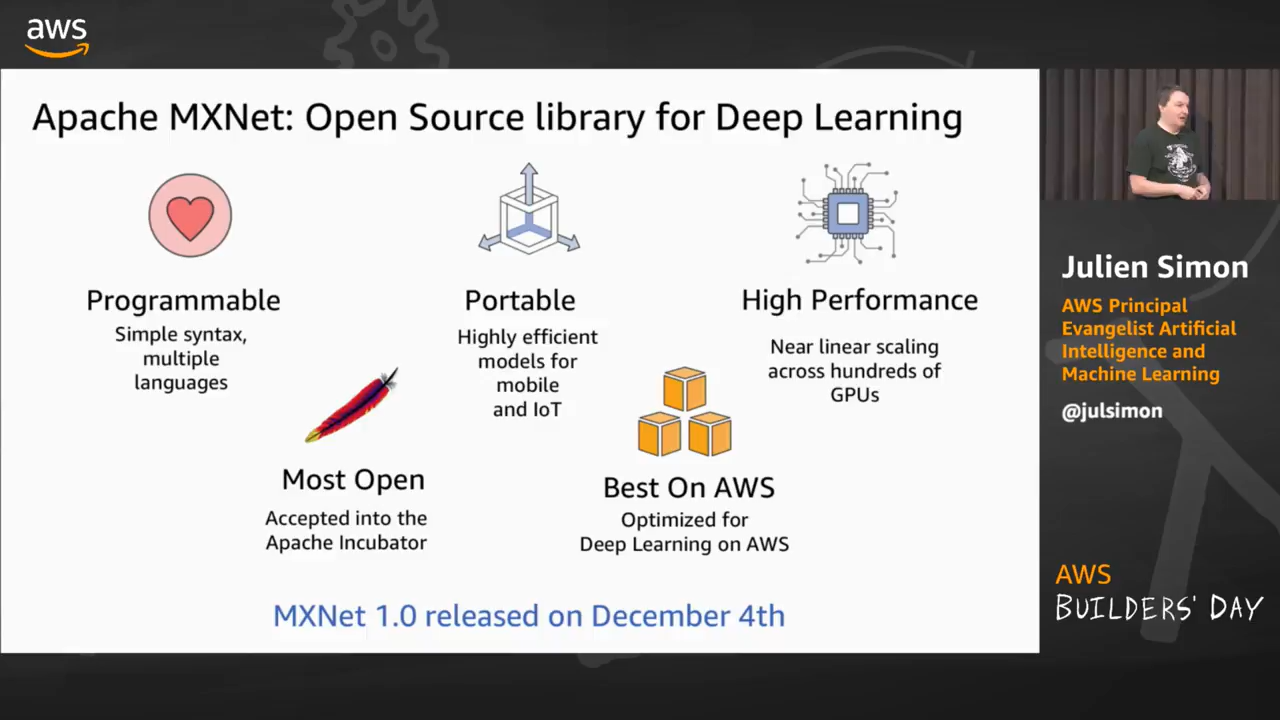 aws
Apache MXNet: Open Source library for Deep Learning
Programmable
Simple syntax,
multiple
languages
Portable
Highly efficient
models for
mobile
and IoT
High Performance
Near linear scaling
across hundreds of
GPUs
Most Open
Accepted into the
Apache Incubator
Best On AWS
Optimized for
Deep Learning on AWS
MXNet 1.0 released on December 4th
Julien Simon
AWS Principal
Evangelist Artificial
Intelligence and
Machine Learning
@julsimon
AWS
BUILDERS' DAY